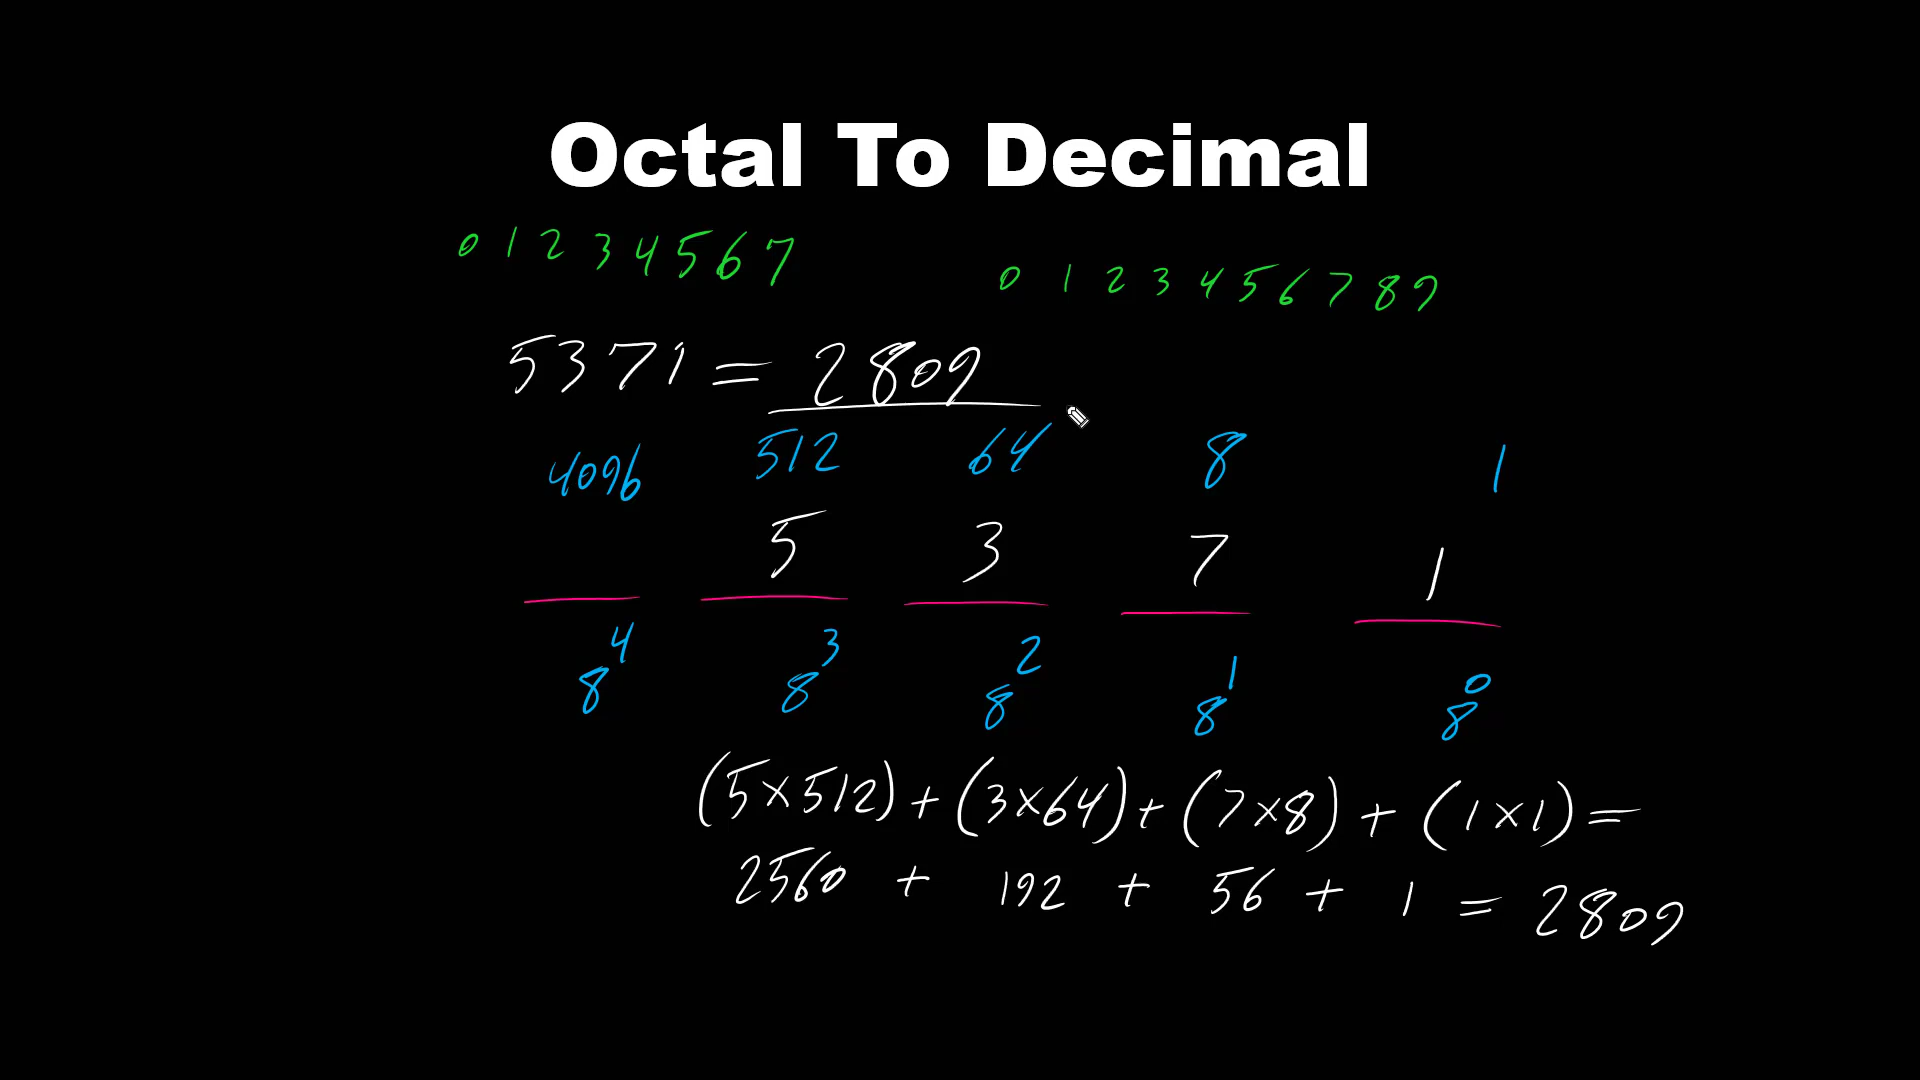 Octal To Decimal
0 1 2 3 4 5 6 7
0 1 2 3 4 5 6 7 8 9
5371 = 2809
4096 512 64 8 1
5 3 7 1
8⁴ 8³ 8² 8¹ 8⁰
(5×512) + (3×64) + (7×8) + (1×1) =
2560 + 192 + 56 + 1 = 2809